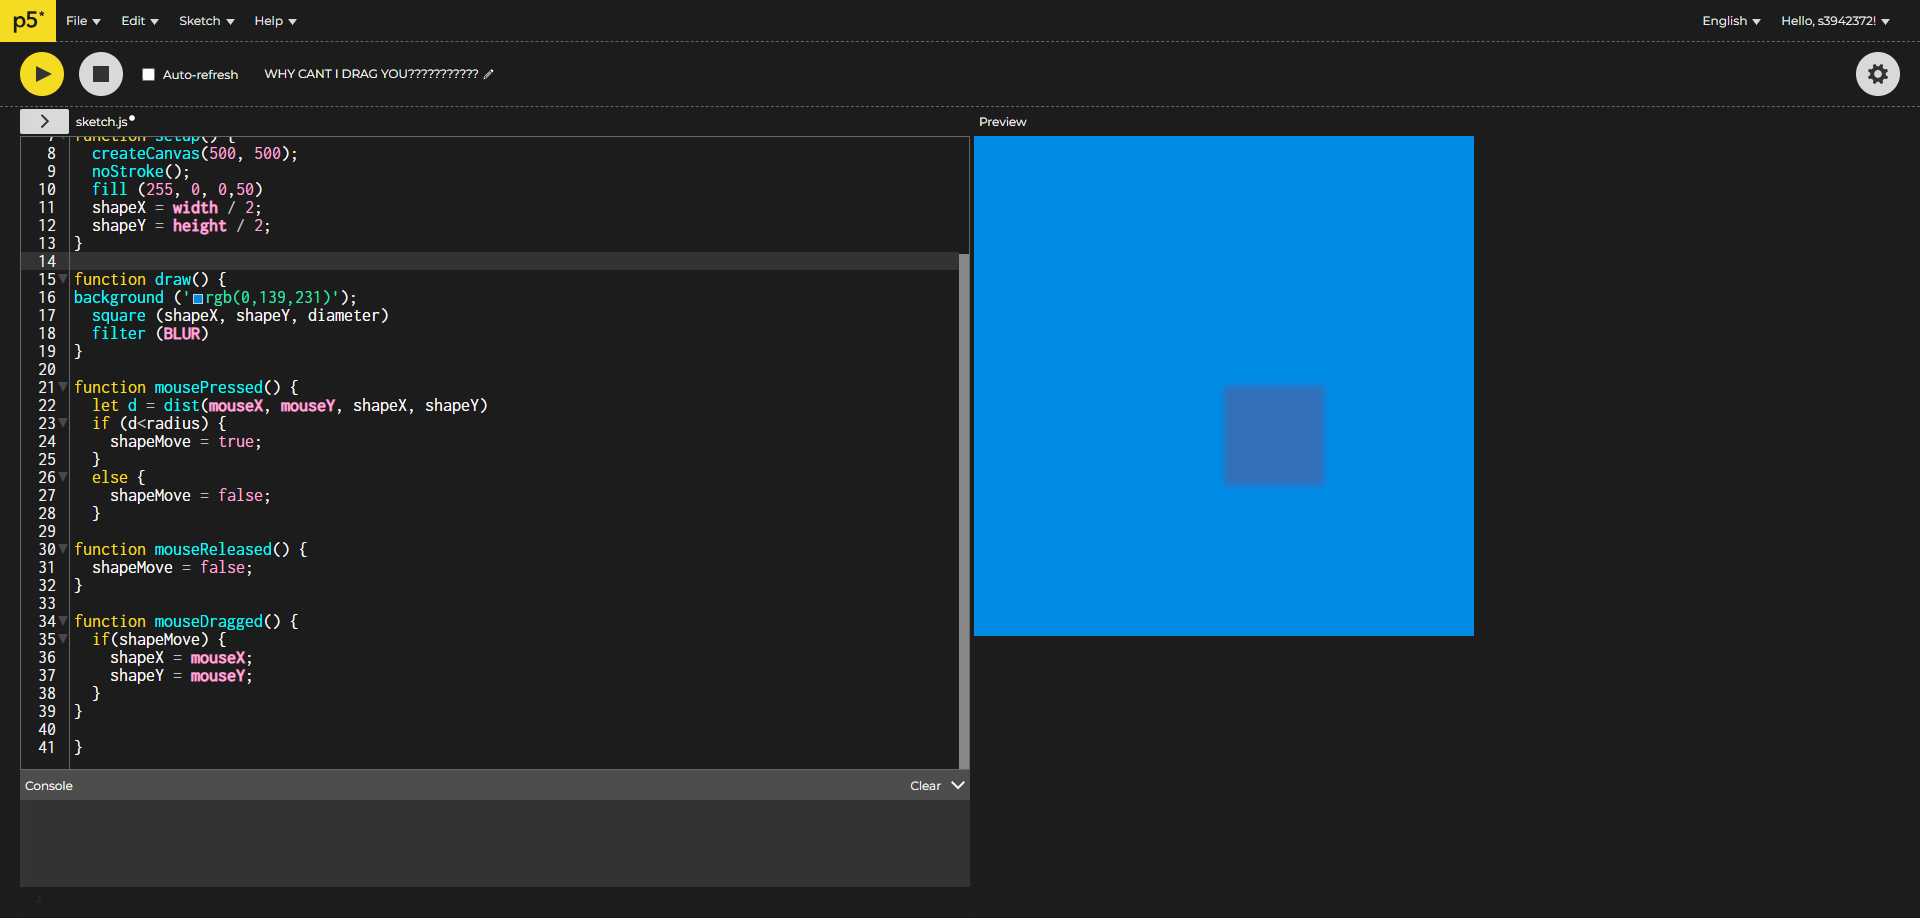 p5* File Edit Sketch Help English Hello, s3942372!
Auto-refresh WHY CANT I DRAG YOU???????????
> sketch.js Preview
7 function setup() {
8 createCanvas(500, 500);
9 noStroke();
10 fill (255, 0, 0,50)
11 shapeX = width / 2;
12 shapeY = height / 2;
13 }
14
15 function draw() {
16 background ('rgb(0,139,231)');
17 square (shapeX, shapeY, diameter)
18 filter (BLUR)
19 }
20
21 function mousePressed() {
22 let d = dist(mouseX, mouseY, shapeX, shapeY)
23 if (d<radius) {
24 shapeMove = true;
25 }
26 else {
27 shapeMove = false;
28 }
29
30 function mouseReleased() {
31 shapeMove = false;
32 }
33
34 function mouseDragged() {
35 if(shapeMove) {
36 shapeX = mouseX;
37 shapeY = mouseY;
38 }
39 }
40
41 }
Console Clear